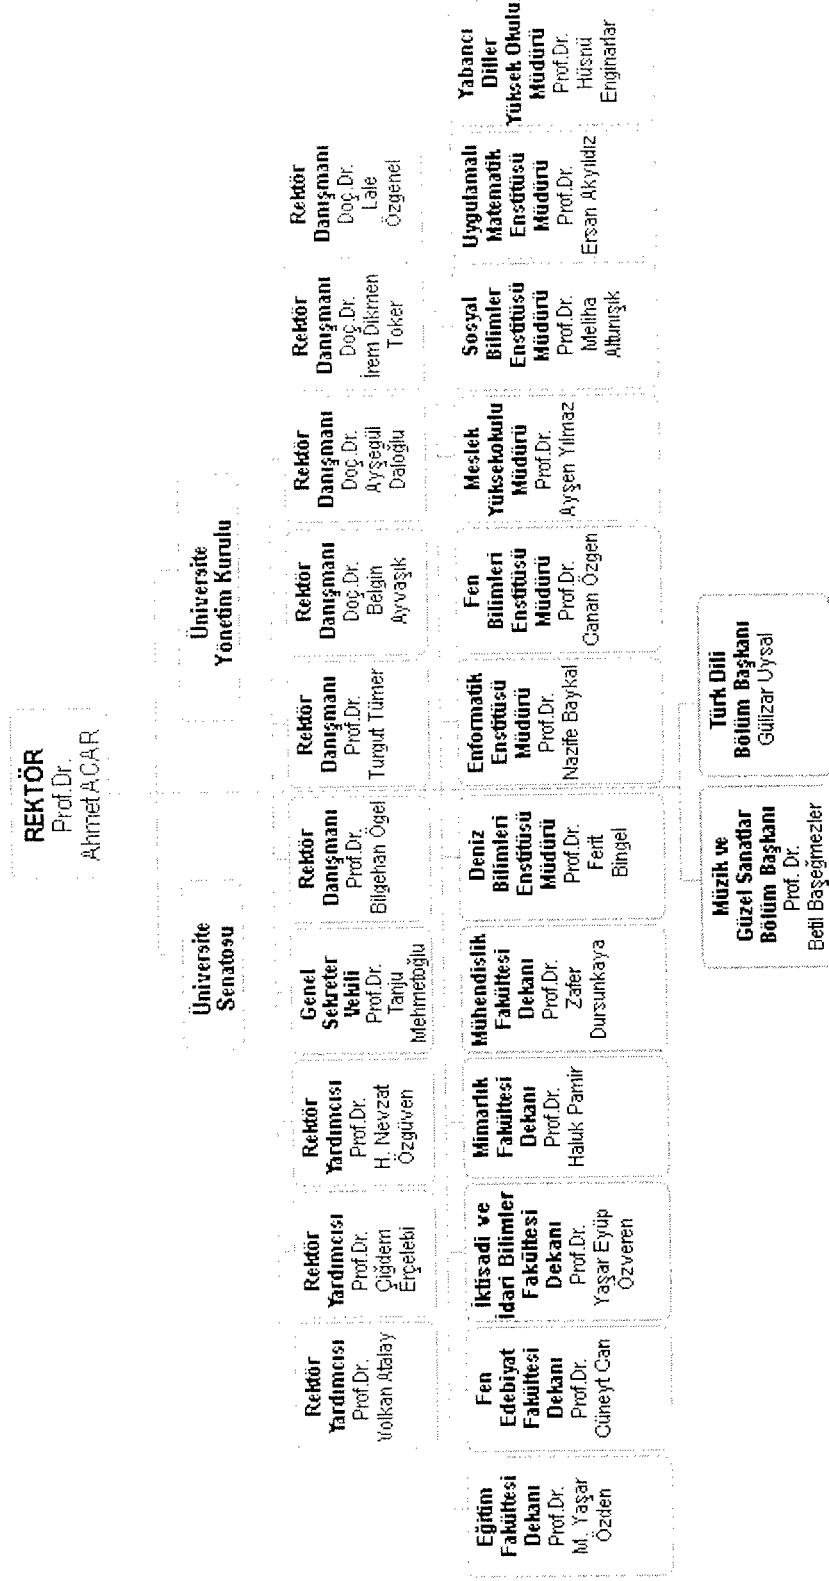 REKTÖR
Prof.Dr.
Ahmet ACAR
Üniversite
Senatosu
Üniversite
Yönetim Kurulu
Rektör
Yardımcısı
Prof.Dr.
Volkan Atalay
Rektör
Yardımcısı
Prof.Dr.
Çiğdem
Erçelebi
Rektör
Yardımcısı
Prof.Dr.
H. Nevzat
Özgüven
Genel
Sekreter
Vekili
Prof.Dr.
Tanju
Mehmetoğlu
Rektör
Danışmanı
Prof.Dr.
Bilgehan Ögel
Rektör
Danışmanı
Prof.Dr.
Turgut Tümer
Rektör
Danışmanı
Doç.Dr.
Belgin
Ayvaşık
Rektör
Danışmanı
Doç.Dr.
Ayşegül
Daloğlu
Rektör
Danışmanı
Doç.Dr.
İrem Dikmen
Toker
Rektör
Danışmanı
Doç.Dr.
Lale
Özgenel
Eğitim
Fakültesi
Dekanı
Prof.Dr.
M. Yaşar
Özden
Fen
Edebiyat
Fakültesi
Dekanı
Prof.Dr.
Cüneyt Can
İktisadi ve
İdari Bilimler
Fakültesi
Dekanı
Prof.Dr.
Yaşar Eyüp
Özveren
Mimarlık
Fakültesi
Dekanı
Prof.Dr.
Haluk Pamir
Mühendislik
Fakültesi
Dekanı
Prof.Dr.
Zafer
Dursunkaya
Deniz
Bilimleri
Enstitüsü
Müdürü
Prof.Dr.
Ferit
Bingel
Enformatik
Enstitüsü
Müdürü
Prof.Dr.
Nazife Baykal
Fen
Bilimleri
Enstitüsü
Müdürü
Prof.Dr.
Canan Özgen
Meslek
Yüksekokulu
Müdürü
Prof.Dr.
Ayşen Yılmaz
Sosyal
Bilimler
Enstitüsü
Müdürü
Prof.Dr.
Meliha
Altunışık
Uygulamalı
Matematik
Enstitüsü
Müdürü
Prof.Dr.
Ersan Akyıldız
Yabancı
Diller
Yüksek Okulu
Müdürü
Prof.Dr.
Hüsnü
Enginarlar
Müzik ve
Güzel Sanatlar
Bölüm Başkanı
Prof. Dr.
Betil Başeğmezler
Türk Dili
Bölüm Başkanı
Gülizar Uysal